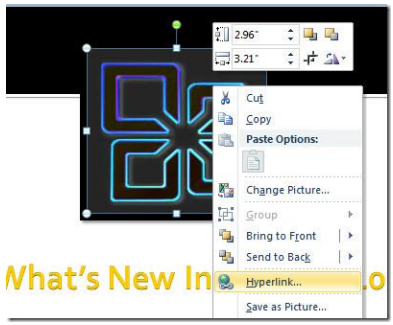 2.96"
3.21"
Cut
Copy
Paste Options:
Change Picture...
Group
Bring to Front
Send to Back
What's New In
.o
Hyperlink...
Save as Picture...